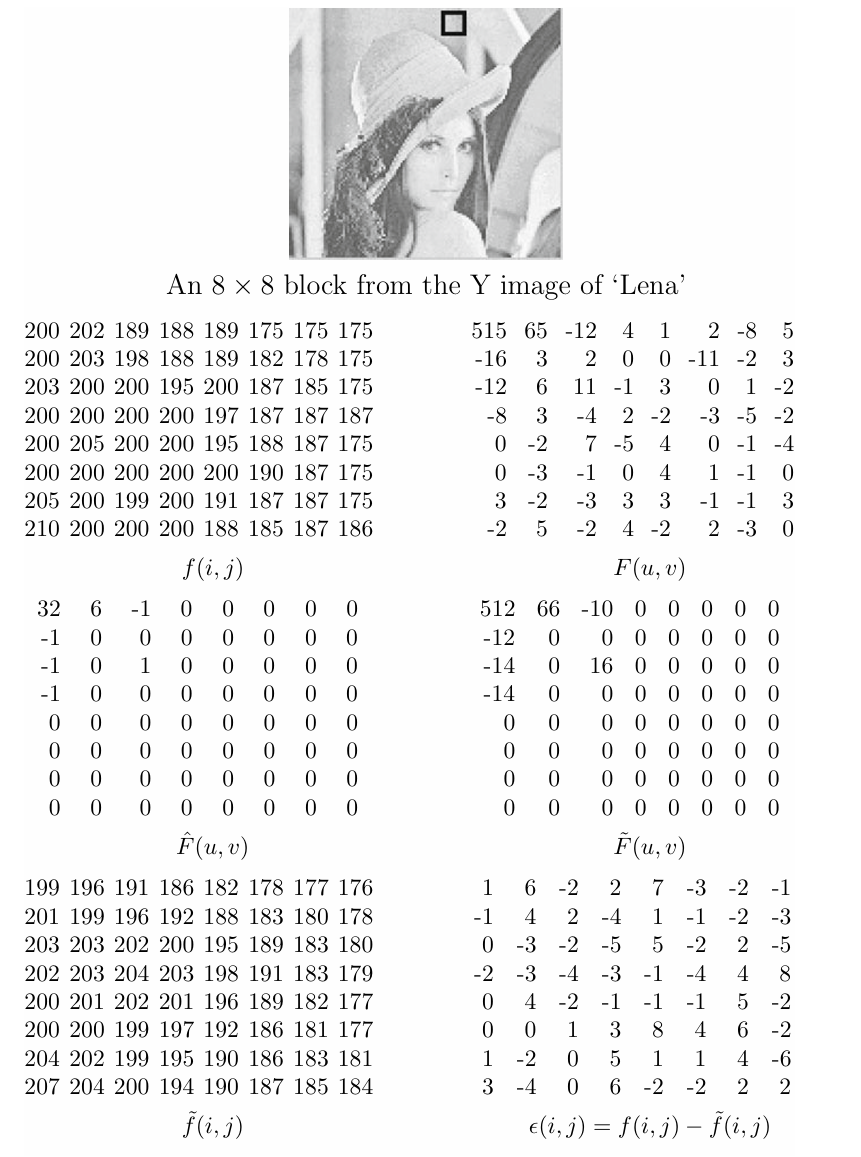 An 8 × 8 block from the Y image of ‘Lena’
200 202 189 188 189 175 175 175 515 65 -12 4 1 2 -8 5
200 203 198 188 189 182 178 175 -16 3 2 0 0 -11 -2 3
203 200 200 195 200 187 185 175 -12 6 11 -1 3 0 1 -2
200 200 200 200 197 187 187 187 -8 3 -4 2 -2 -3 -5 -2
200 205 200 200 195 188 187 175 0 -2 7 -5 4 0 -1 -4
200 200 200 200 200 190 187 175 0 -3 -1 0 4 1 -1 0
205 200 199 200 191 187 187 175 3 -2 -3 3 3 -1 -1 3
210 200 200 200 188 185 187 186 -2 5 -2 4 -2 2 -3 0
f(i, j) F(u, v)
32 6 -1 0 0 0 0 0 512 66 -10 0 0 0 0 0
-1 0 0 0 0 0 0 0 -12 0 0 0 0 0 0 0
-1 0 1 0 0 0 0 0 -14 0 16 0 0 0 0 0
-1 0 0 0 0 0 0 0 -14 0 0 0 0 0 0 0
0 0 0 0 0 0 0 0 0 0 0 0 0 0 0 0
0 0 0 0 0 0 0 0 0 0 0 0 0 0 0 0
0 0 0 0 0 0 0 0 0 0 0 0 0 0 0 0
0 0 0 0 0 0 0 0 0 0 0 0 0 0 0 0
F̂(u, v) F̃(u, v)
199 196 191 186 182 178 177 176 1 6 -2 2 7 -3 -2 -1
201 199 196 192 188 183 180 178 -1 4 2 -4 1 -1 -2 -3
203 203 202 200 195 189 183 180 0 -3 -2 -5 5 -2 2 -5
202 203 204 203 198 191 183 179 -2 -3 -4 -3 -1 -4 4 8
200 201 202 201 196 189 182 177 0 4 -2 -1 -1 -1 5 -2
200 200 199 197 192 186 181 177 0 0 1 3 8 4 6 -2
204 202 199 195 190 186 183 181 1 -2 0 5 1 1 4 -6
207 204 200 194 190 187 185 184 3 -4 0 6 -2 -2 2 2
f̃(i, j) ϵ(i, j) = f(i, j) − f̃(i, j)